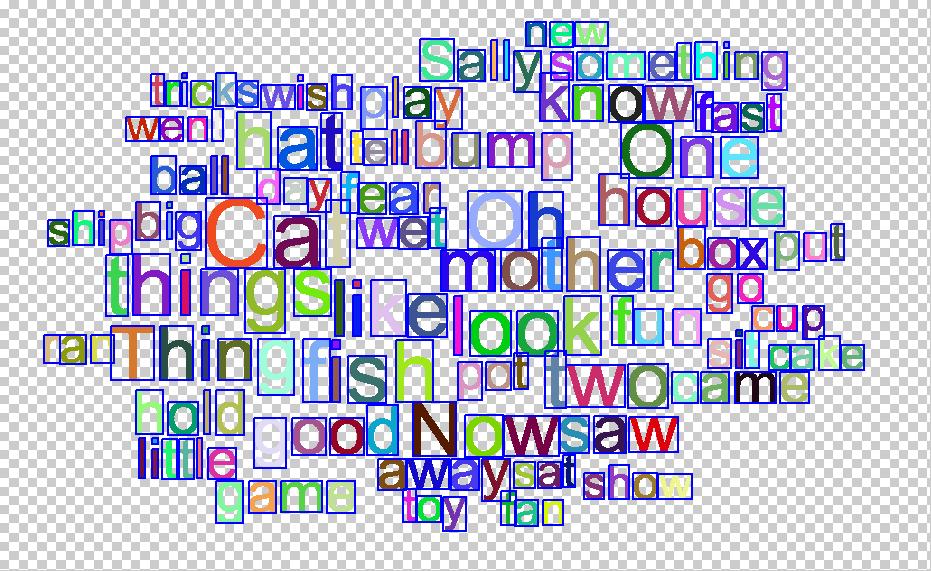 new
Sally something
tricks wish play know fast
went hat tell bump One
ball day fear house
ship big Cat wet Oh box put
things like mother go
look fun cup
ran Thing fish pot two came sit cake
hold good Now saw
little away sat show
game toy fan